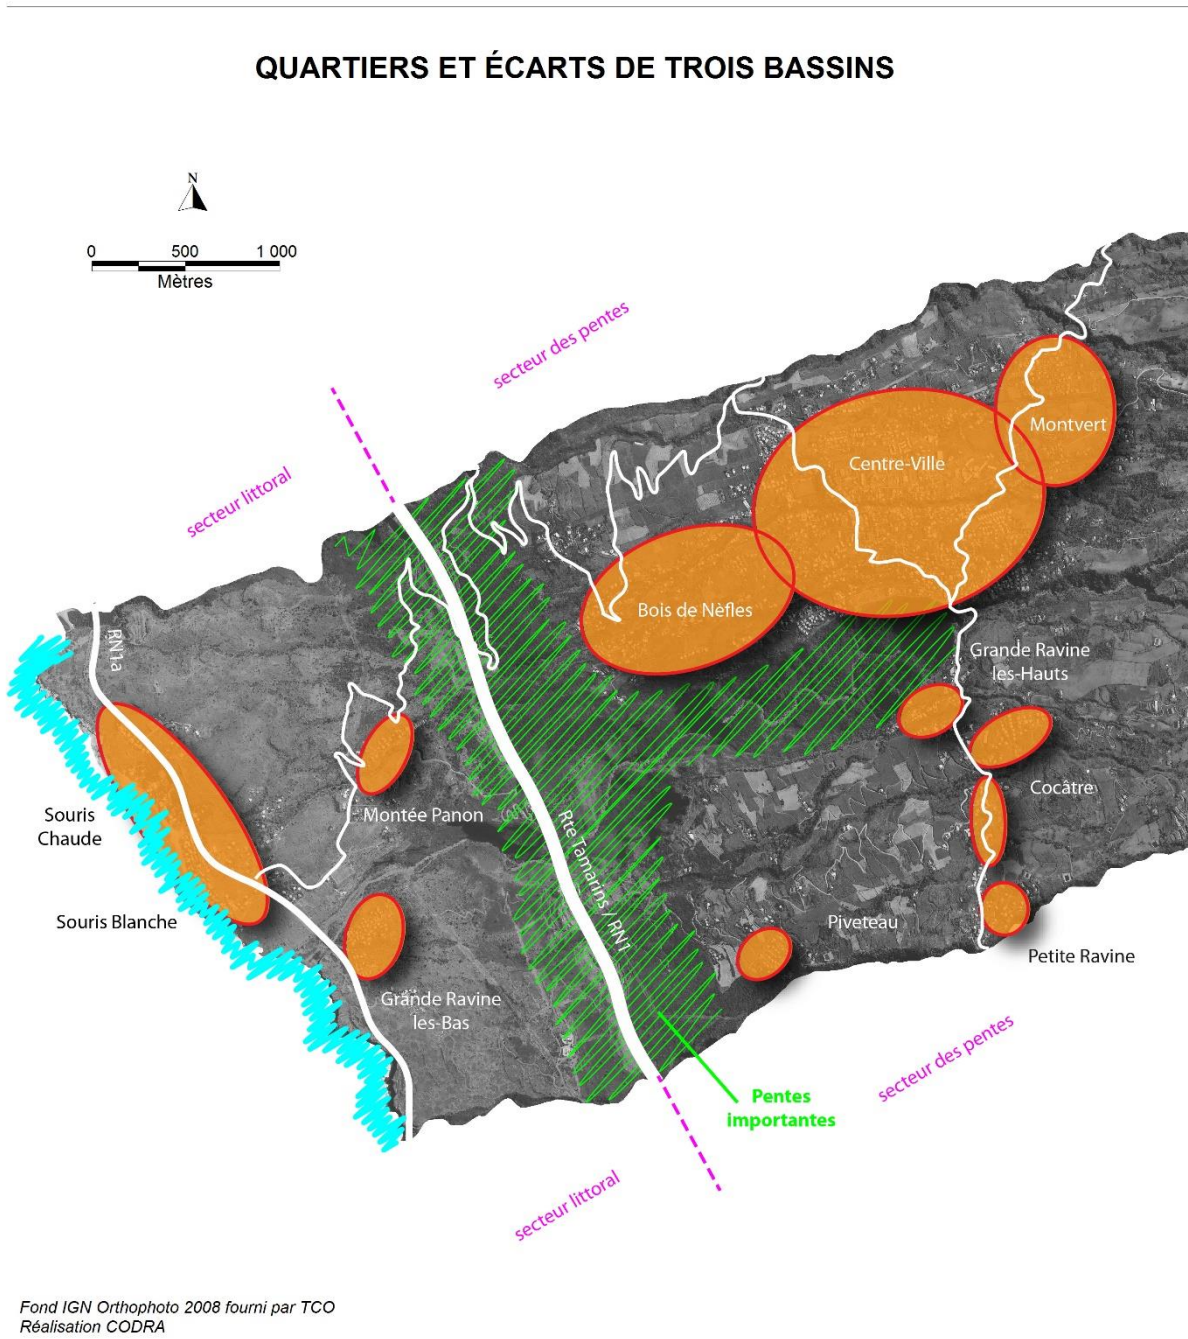 QUARTIERS ET ÉCARTS DE TROIS BASSINS
N
0 500 1 000
Mètres
secteur des pentes
secteur littoral
Montvert
Centre-Ville
Bois de Nèfles
RN1a
Grande Ravine
les-Hauts
Souris
Chaude
Montée Panon
Cocâtre
Rte Tamarins / RN1
Souris Blanche
Piveteau
Petite Ravine
Grande Ravine
les-Bas
secteur des pentes
Pentes
importantes
secteur littoral
Fond IGN Orthophoto 2008 fourni par TCO
Réalisation CODRA